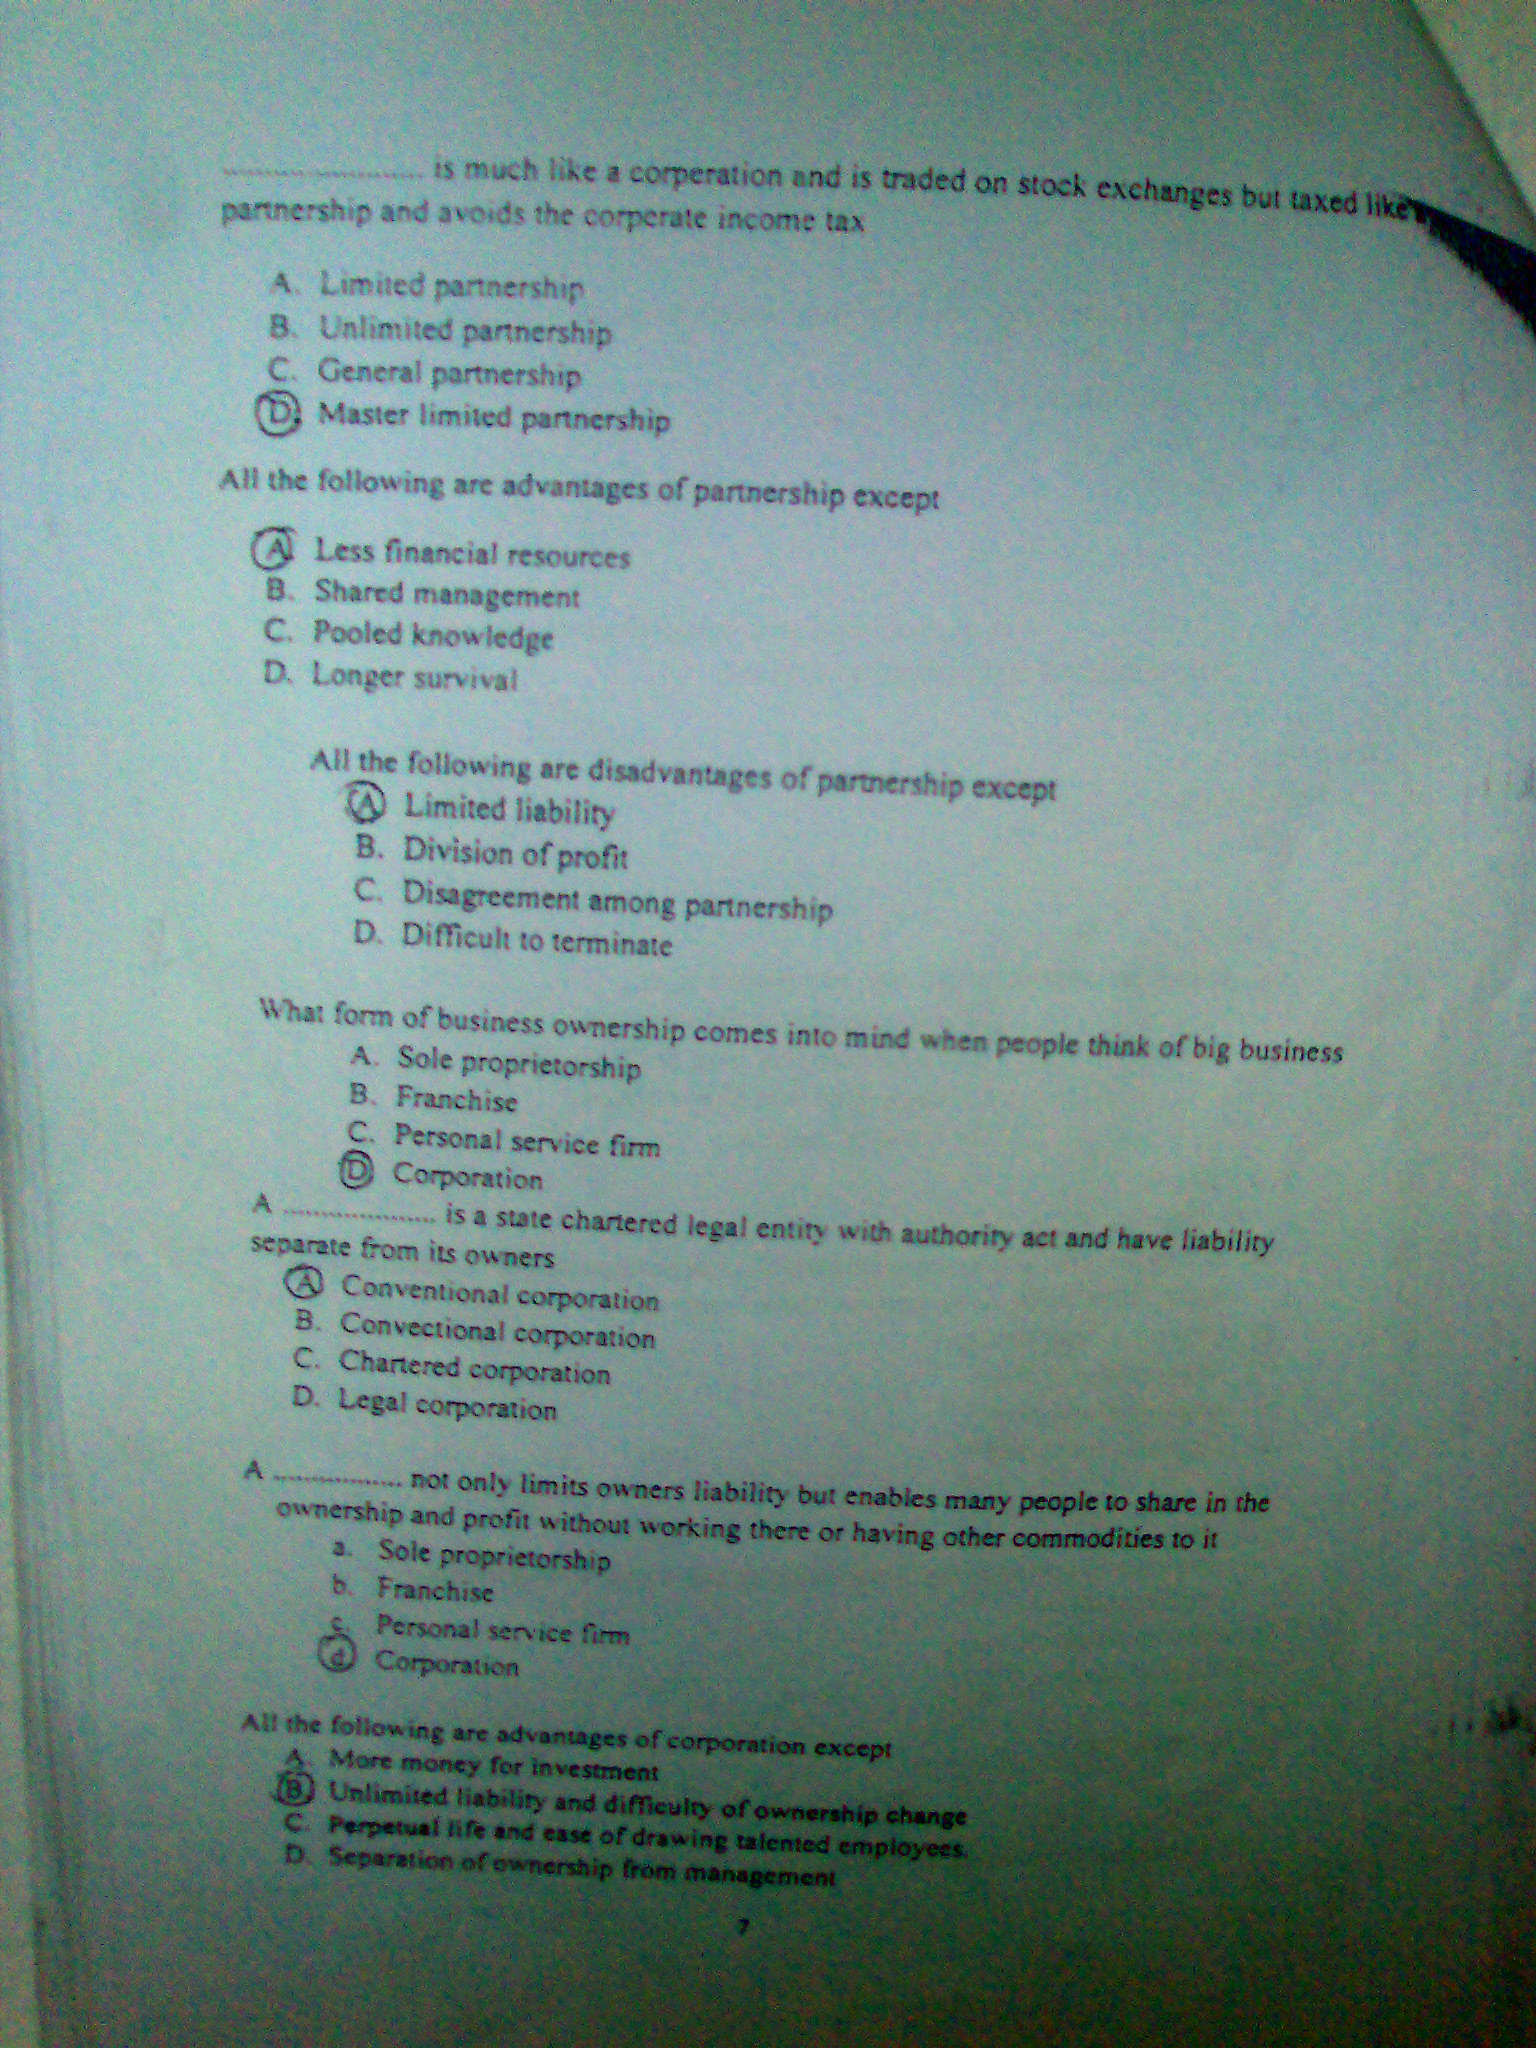 .................... is much like a corperation and is traded on stock exchanges but taxed like
partnership and avoids the corperate income tax
A. Limited partnership
B. Unlimited partnership
C. General partnership
D. Master limited partnership
All the following are advantages of partnership except
A Less financial resources
B. Shared management
C. Pooled knowledge
D. Longer survival
All the following are disadvantages of partnership except
A Limited liability
B. Division of profit
C. Disagreement among partnership
D. Difficult to terminate
What form of business ownership comes into mind when people think of big business
A. Sole proprietorship
B. Franchise
C. Personal service firm
D Corporation
A .................... is a state chartered legal entity with authority act and have liability
separate from its owners
A Conventional corporation
B. Convectional corporation
C. Chartered corporation
D. Legal corporation
A ................. not only limits owners liability but enables many people to share in the
ownership and profit without working there or having other commodities to it
a. Sole proprietorship
b. Franchise
c. Personal service firm
d Corporation
All the following are advantages of corporation except
A. More money for investment
B. Unlimited liability and difficulty of ownership change
C. Perpetual life and ease of drawing talented employees.
D. Separation of ownership from management
7